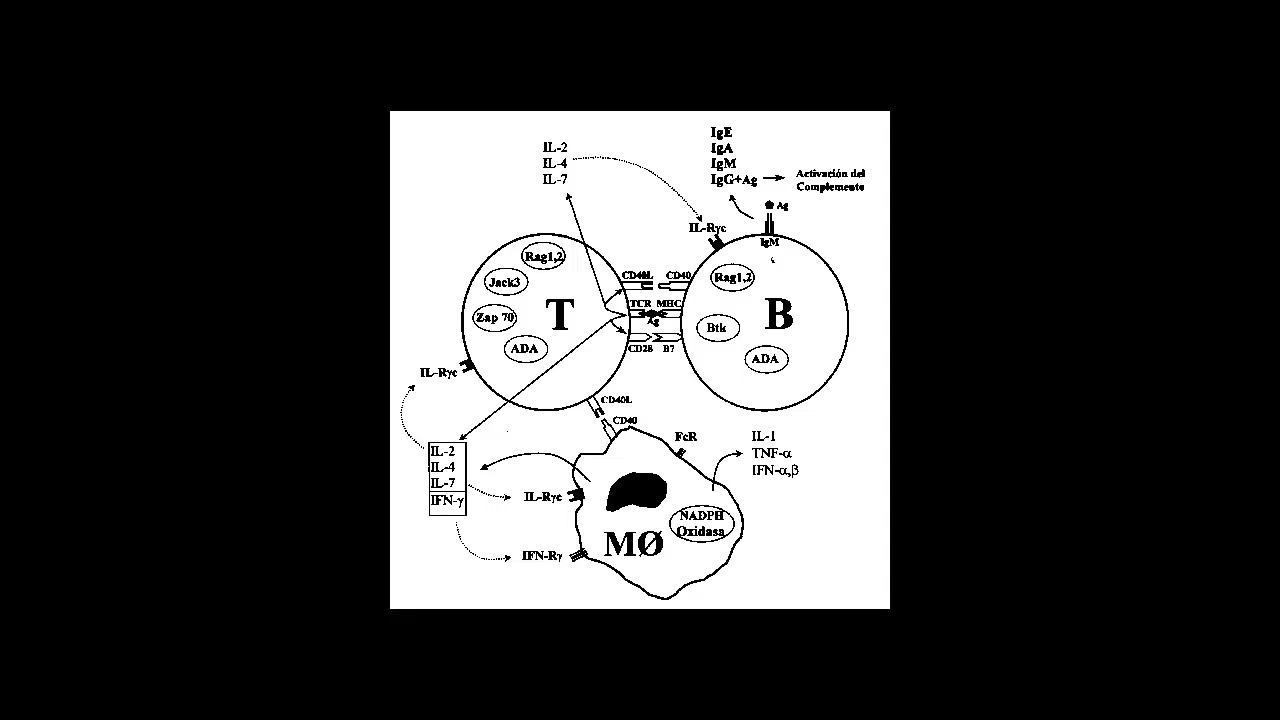 IgE
IgA
IgM
IgG+Ag
Activación del
Complemento
IL-2
IL-4
IL-7
Ag
IL-Rγc
IgM
Rag1,2
Jack3
Zap 70
ADA
T
CD40L
CD40
TCR
MHC
Ag
CD28
B7
Rag1,2
Btk
ADA
B
IL-Rγc
CD40L
CD40
FcR
IL-1
TNF-α
IFN-α,β
IL-2
IL-4
IL-7
IFN-γ
IL-Rγc
IFN-Rγ
NADPH
Oxidasa
MØ